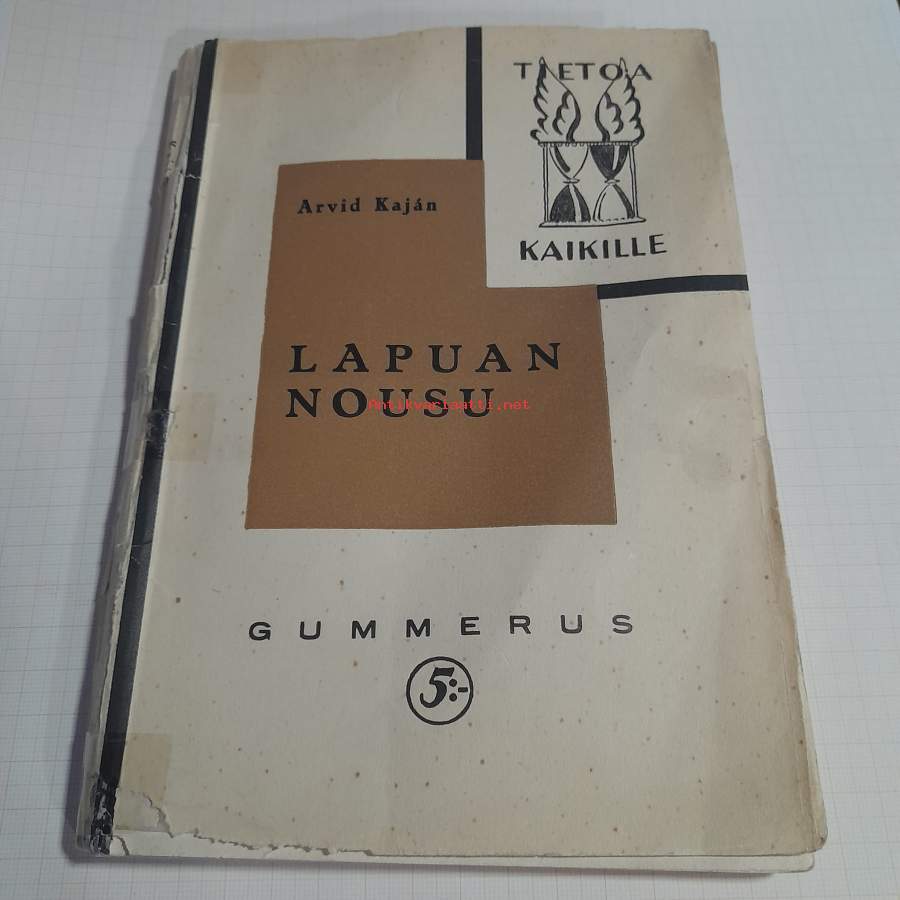 TIETOA
KAIKILLE
Arvid Kaján
LAPUAN
NOUSU
Antikvariaatti.net
GUMMERUS
5:-